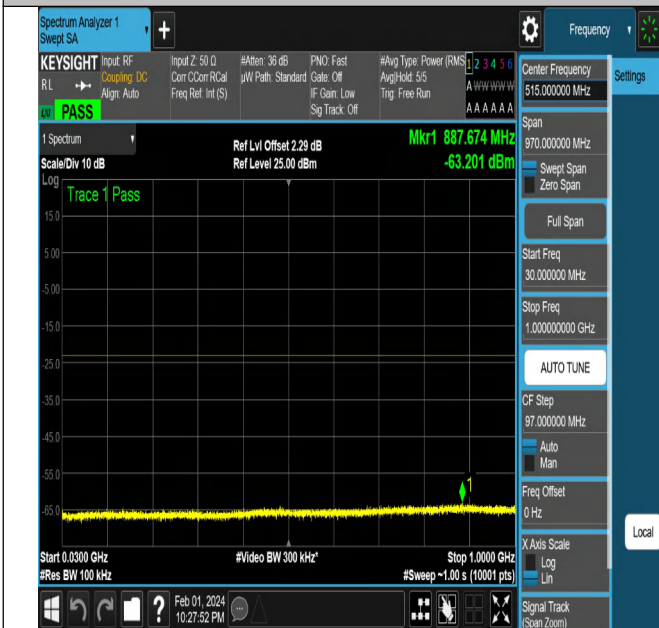 Spectrum Analyzer 1
Swept SA
+
Frequency
KEYSIGHT
Input: RF
Coupling: DC
Align: Auto
Input Z: 50 Ω
Corr CCorr RCal
Freq Ref: Int (S)
#Atten: 36 dB
µW Path: Standard
PNO: Fast
Gate: Off
IF Gain: Low
Sig Track: Off
#Avg Type: Power (RMS
Avg|Hold: 5/5
Trig: Free Run
1 2 3 4 5 6
A W W W W W
A A A A A A
R L
LXI
PASS
1 Spectrum
Scale/Div 10 dB
Ref Lvl Offset 2.29 dB
Ref Level 25.00 dBm
Mkr1 887.674 MHz
-63.201 dBm
Log
Trace 1 Pass
15.0
5.00
-5.00
-15.0
-25.0
-35.0
-45.0
-55.0
-65.0
1
Start 0.0300 GHz
#Res BW 100 kHz
#Video BW 300 kHz*
Stop 1.0000 GHz
#Sweep ~1.00 s (10001 pts)
?
Feb 01, 2024
10:27:52 PM
Center Frequency
515.000000 MHz
Span
970.000000 MHz
Swept Span
Zero Span
Full Span
Start Freq
30.000000 MHz
Stop Freq
1.000000000 GHz
AUTO TUNE
CF Step
97.000000 MHz
Auto
Man
Freq Offset
0 Hz
X Axis Scale
Log
Lin
Signal Track
(Span Zoom)
Settings
Local